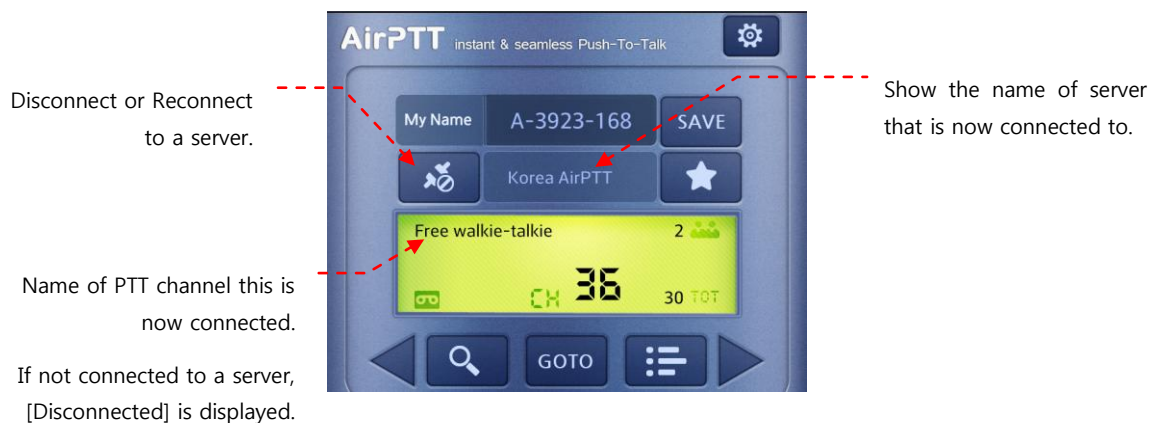 AirPTT instant & seamless Push-To-Talk
Disconnect or Reconnect
to a server.
Show the name of server
that is now connected to.
My Name A-3923-168 SAVE
Korea AirPTT
Free walkie-talkie 2
CH 36 30 TOT
Name of PTT channel this is
now connected.
If not connected to a server,
[Disconnected] is displayed.
GOTO